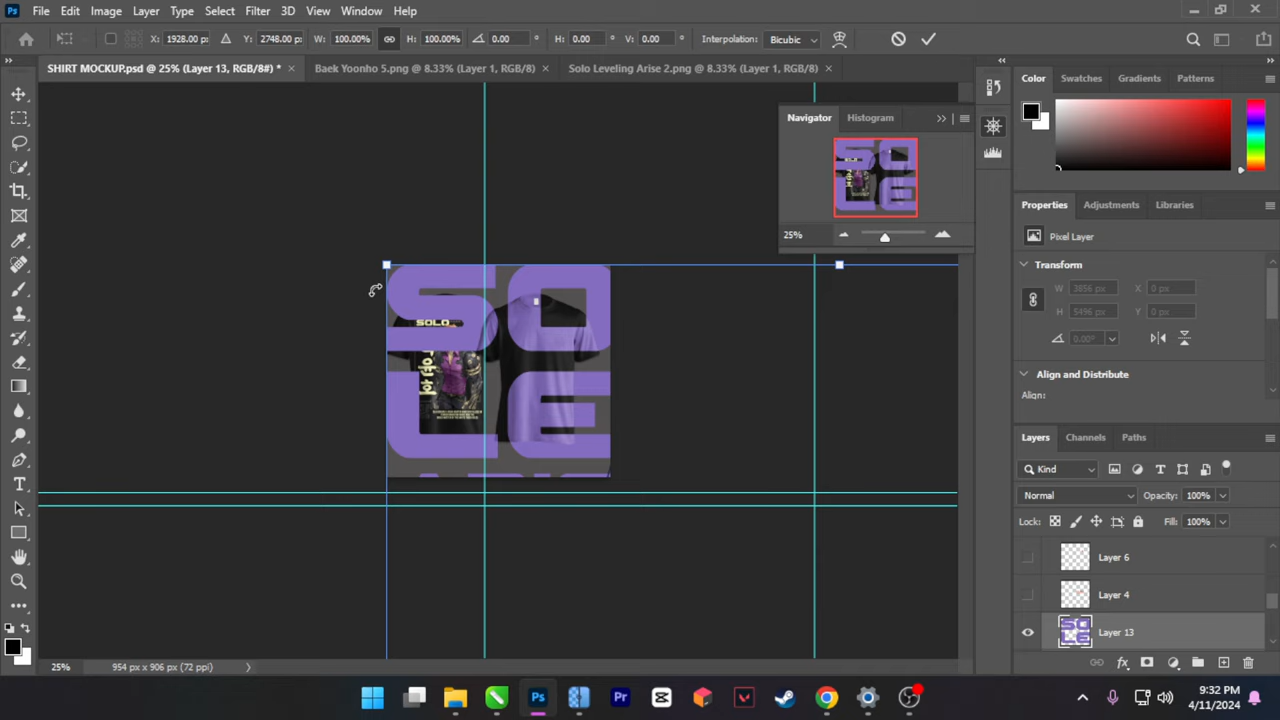 Ps File Edit Image Layer Type Select Filter 3D View Window Help
X: 1928.00 px Y: 2748.00 px W: 100.00% H: 100.00% 0.00 ° H: 0.00 ° V: 0.00 ° Interpolation: Bicubic
SHIRT MOCKUP.psd @ 25% (Layer 13, RGB/8#) * × Baek Yoonho 5.png @ 8.33% (Layer 1, RGB/8) × Solo Leveling Arise 2.png @ 8.33% (Layer 1, RGB/8) ×
Color Swatches Gradients Patterns
Navigator Histogram
25%
Properties Adjustments Libraries
Pixel Layer
Transform
W 3856 px X 0 px
H 5496 px Y 0 px
0.00°
Align and Distribute
Align:
Layers Channels Paths
Kind
Normal Opacity: 100%
Lock: Fill: 100%
Layer 6
Layer 4
Layer 13
SO
LE
SOLO
25% 954 px x 906 px (72 ppi)
Ps Pr
9:32 PM
4/11/2024